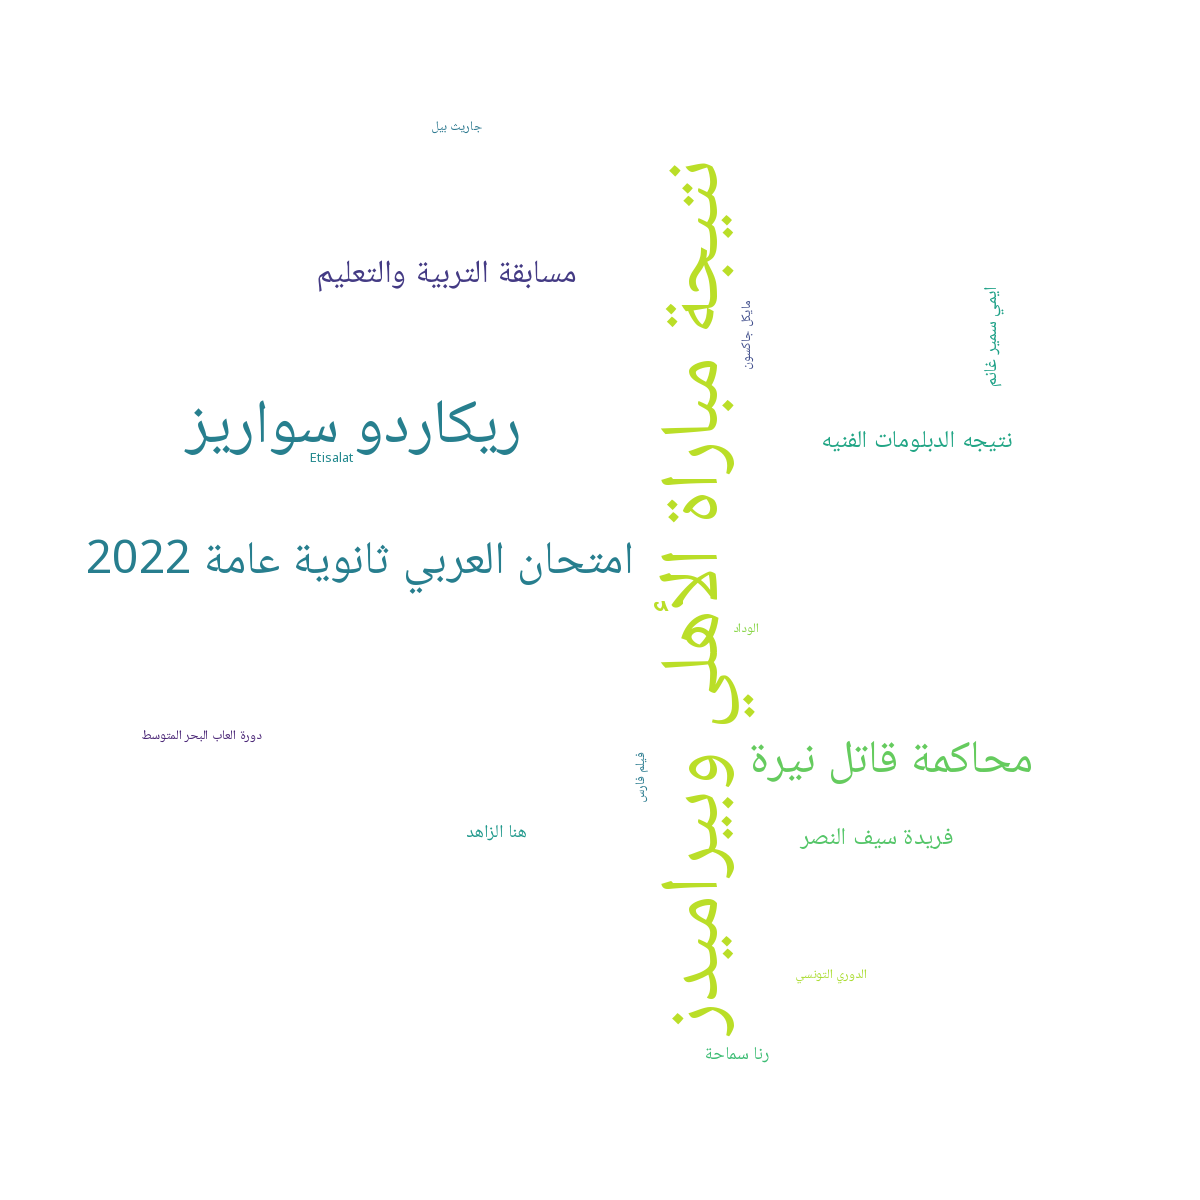 جاريث بيل
نتيجة مباراة الأهلي وبيراميدز
مسابقة التربية والتعليم
ايمي سمير غانم
مايكل جاكسون
ريكاردو سواريز
نتيجه الدبلومات الفنيه
Etisalat
امتحان العربي ثانوية عامة 2022
الوداد
دورة العاب البحر المتوسط
محاكمة قاتل نيرة
فيلم فارس
هنا الزاهد
فريدة سيف النصر
الدوري التونسي
رنا سماحة